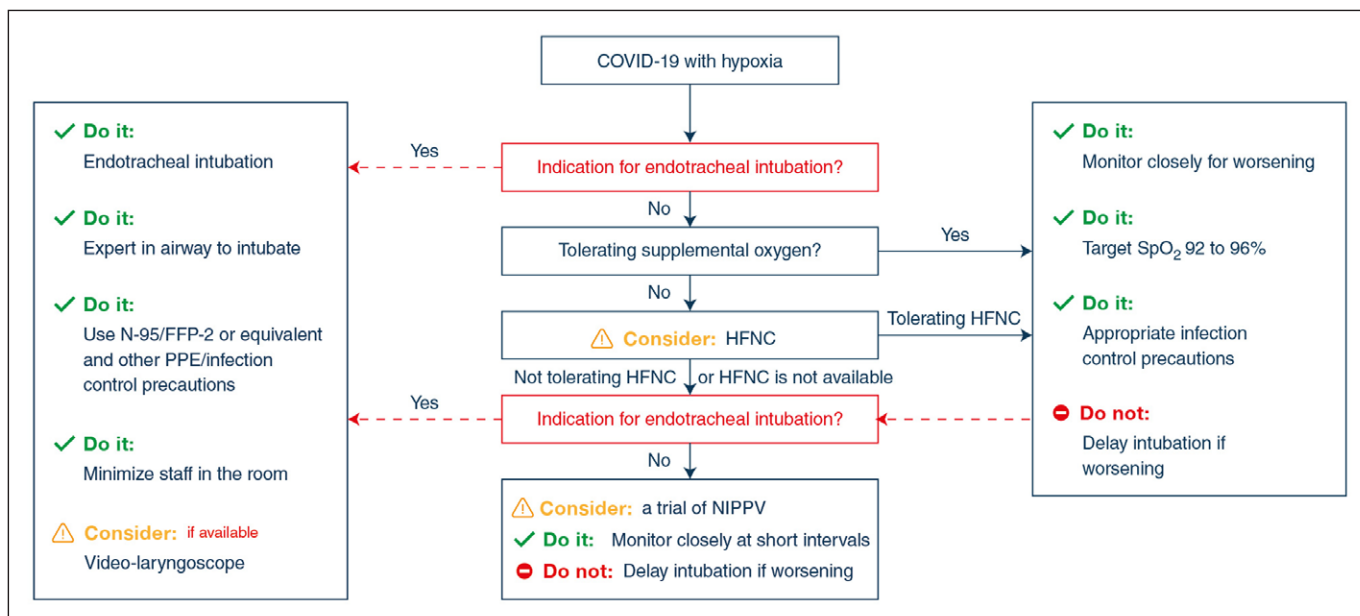 COVID-19 with hypoxia
Do it:
Endotracheal intubation
Do it:
Expert in airway to intubate
Do it:
Use N-95/FFP-2 or equivalent
and other PPE/infection
control precautions
Do it:
Minimize staff in the room
Consider: if available
Video-laryngoscope
Yes
Indication for endotracheal intubation?
No
Tolerating supplemental oxygen?
Yes
No
Consider: HFNC
Tolerating HFNC
Not tolerating HFNC or HFNC is not available
Yes
Indication for endotracheal intubation?
No
Consider: a trial of NIPPV
Do it: Monitor closely at short intervals
Do not: Delay intubation if worsening
Do it:
Monitor closely for worsening
Do it:
Target SpO₂ 92 to 96%
Do it:
Appropriate infection
control precautions
Do not:
Delay intubation if
worsening